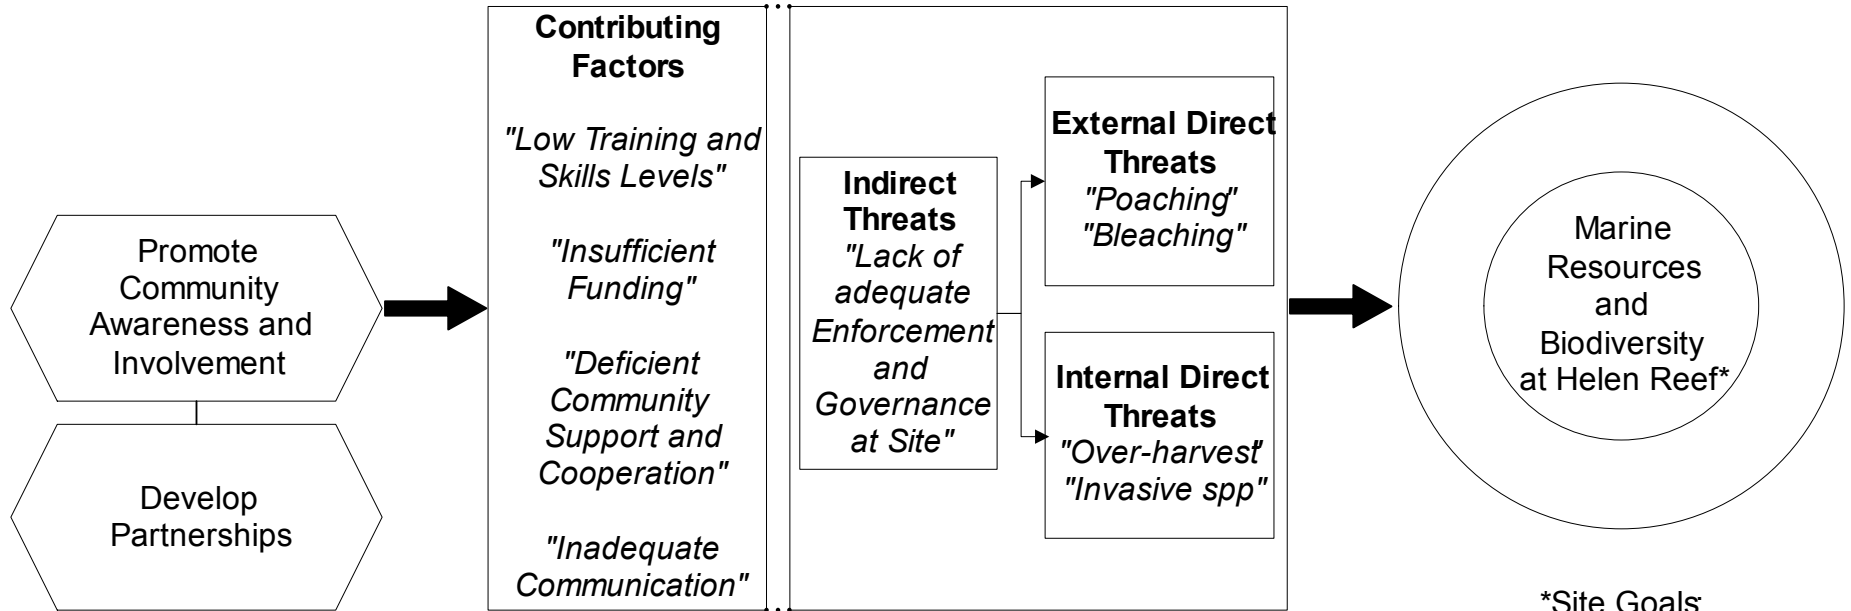 Promote
Community
Awareness and
Involvement
Develop
Partnerships
Contributing
Factors
"Low Training and
Skills Levels"
"Insufficient
Funding"
"Deficient
Community
Support and
Cooperation"
"Inadequate
Communication"
Indirect
Threats
"Lack of
adequate
Enforcement
and
Governance
at Site"
External Direct
Threats
"Poaching"
"Bleaching"
Internal Direct
Threats
"Over-harvest"
"Invasive spp"
Marine
Resources
and
Biodiversity
at Helen Reef*
*Site Goals: